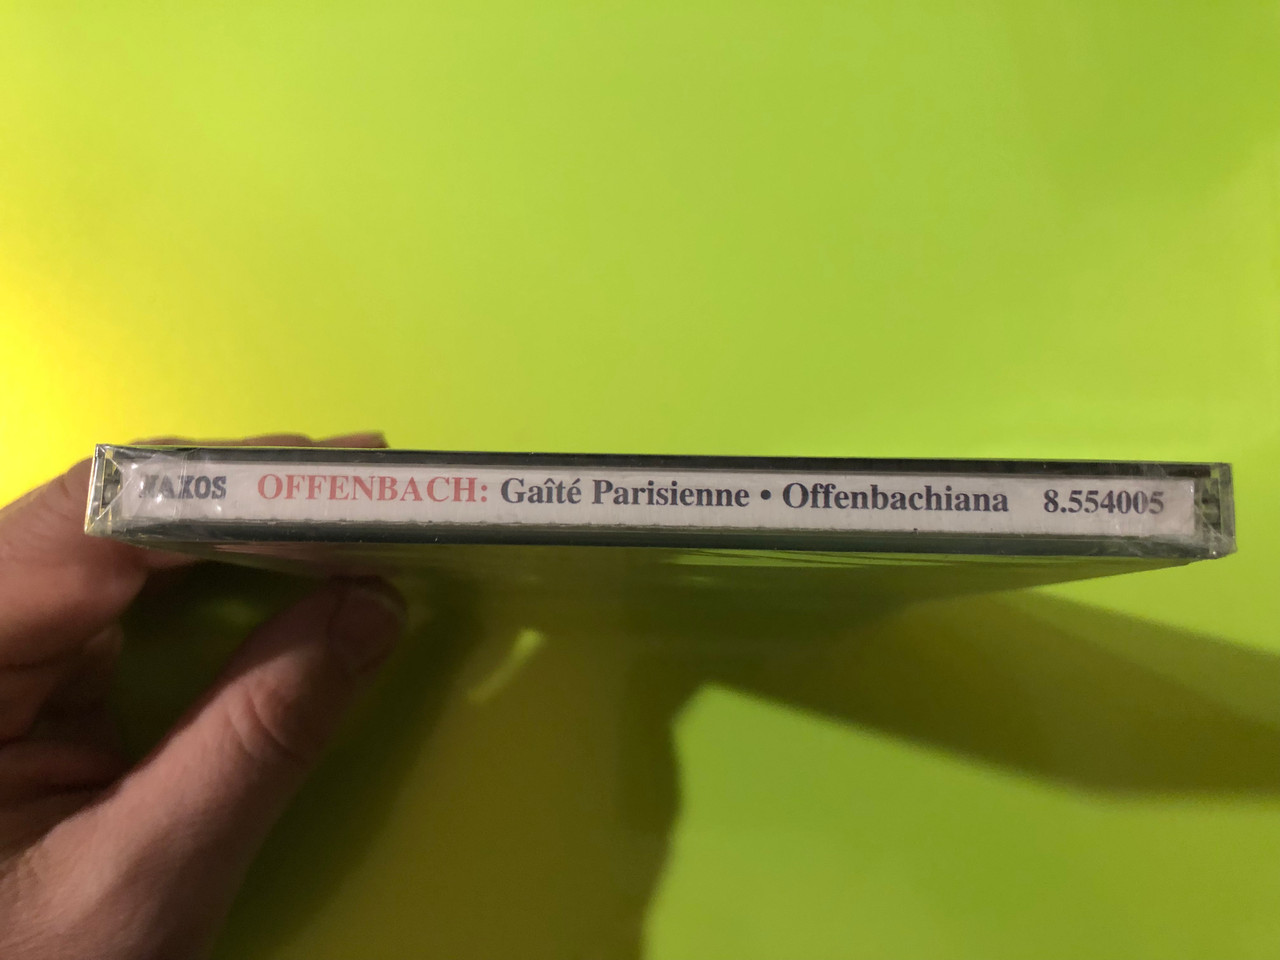 NAXOS OFFENBACH: Gaîté Parisienne • Offenbachiana 8.554005